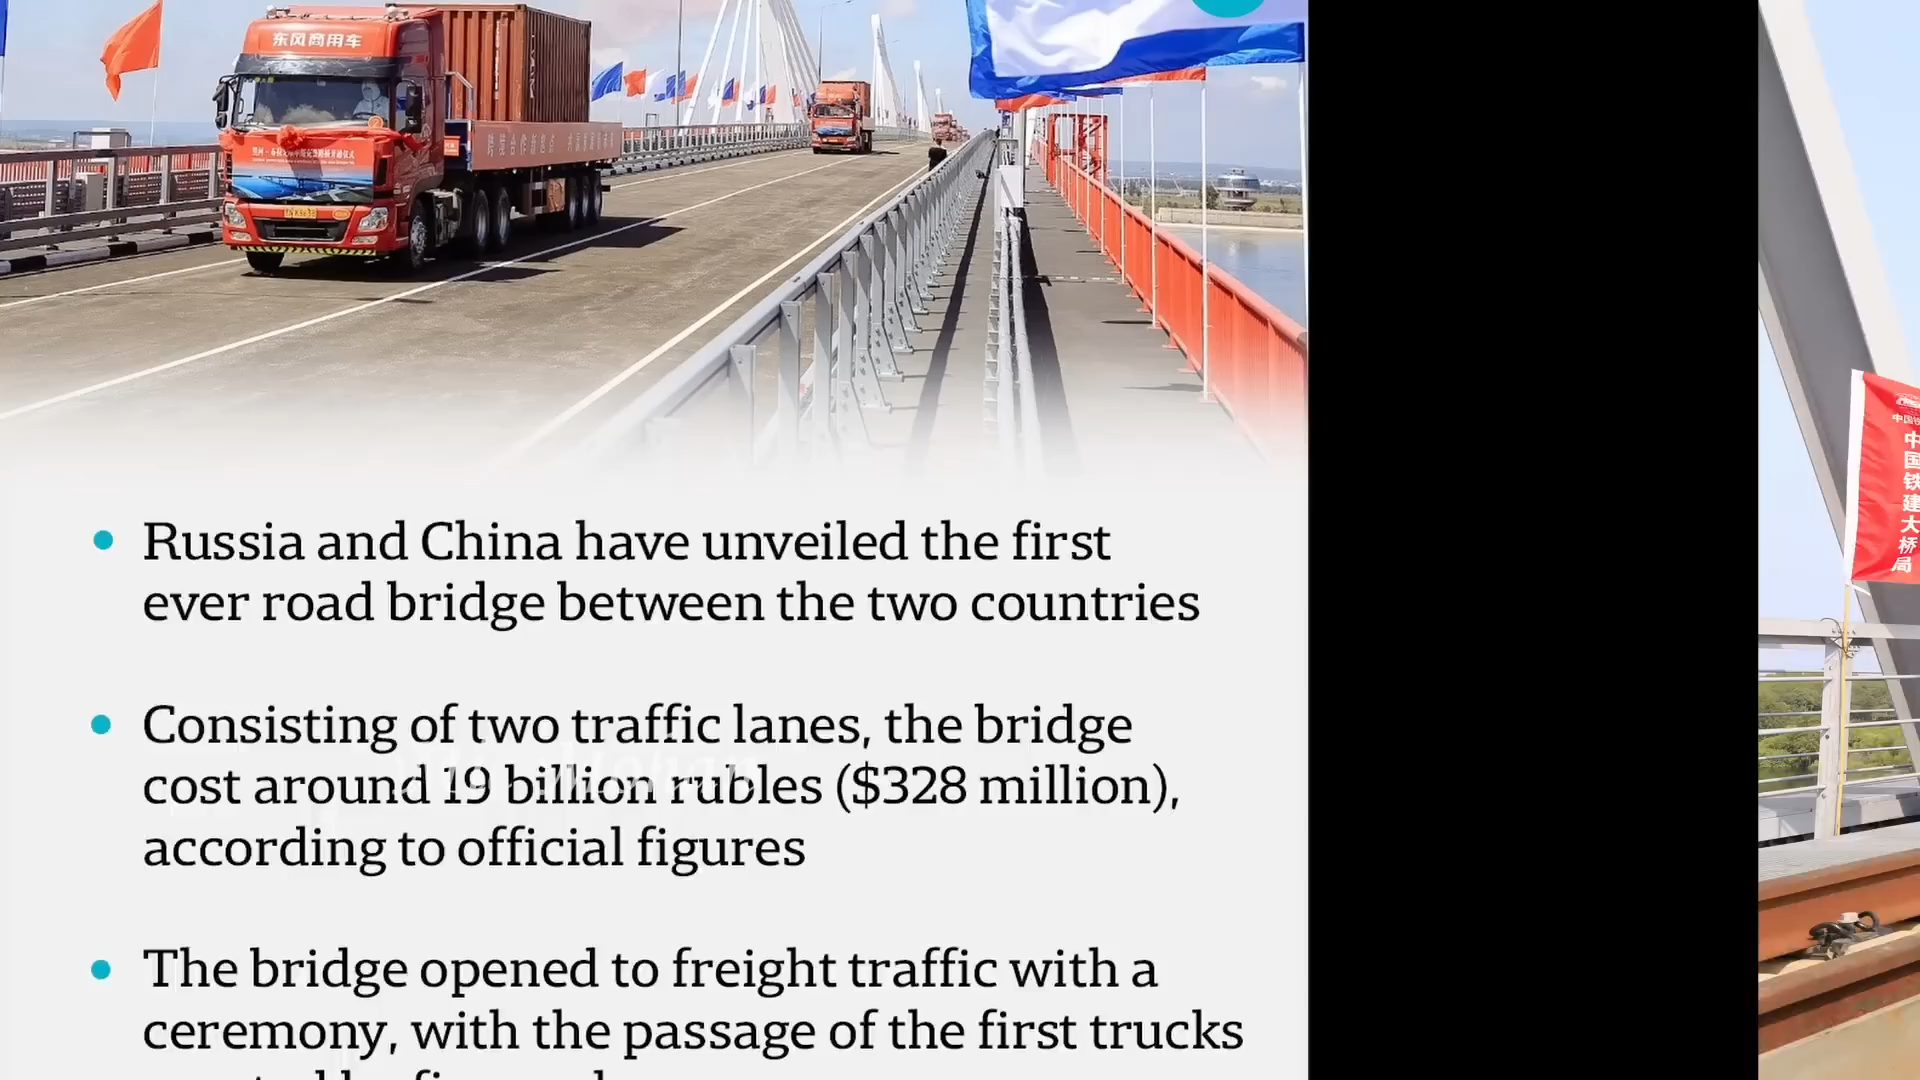 东风商用车
Russia and China have unveiled the first
ever road bridge between the two countries
Consisting of two traffic lanes, the bridge
cost around 19 billion rubles ($328 million),
according to official figures
The bridge opened to freight traffic with a
ceremony, with the passage of the first trucks
中国铁建大桥局